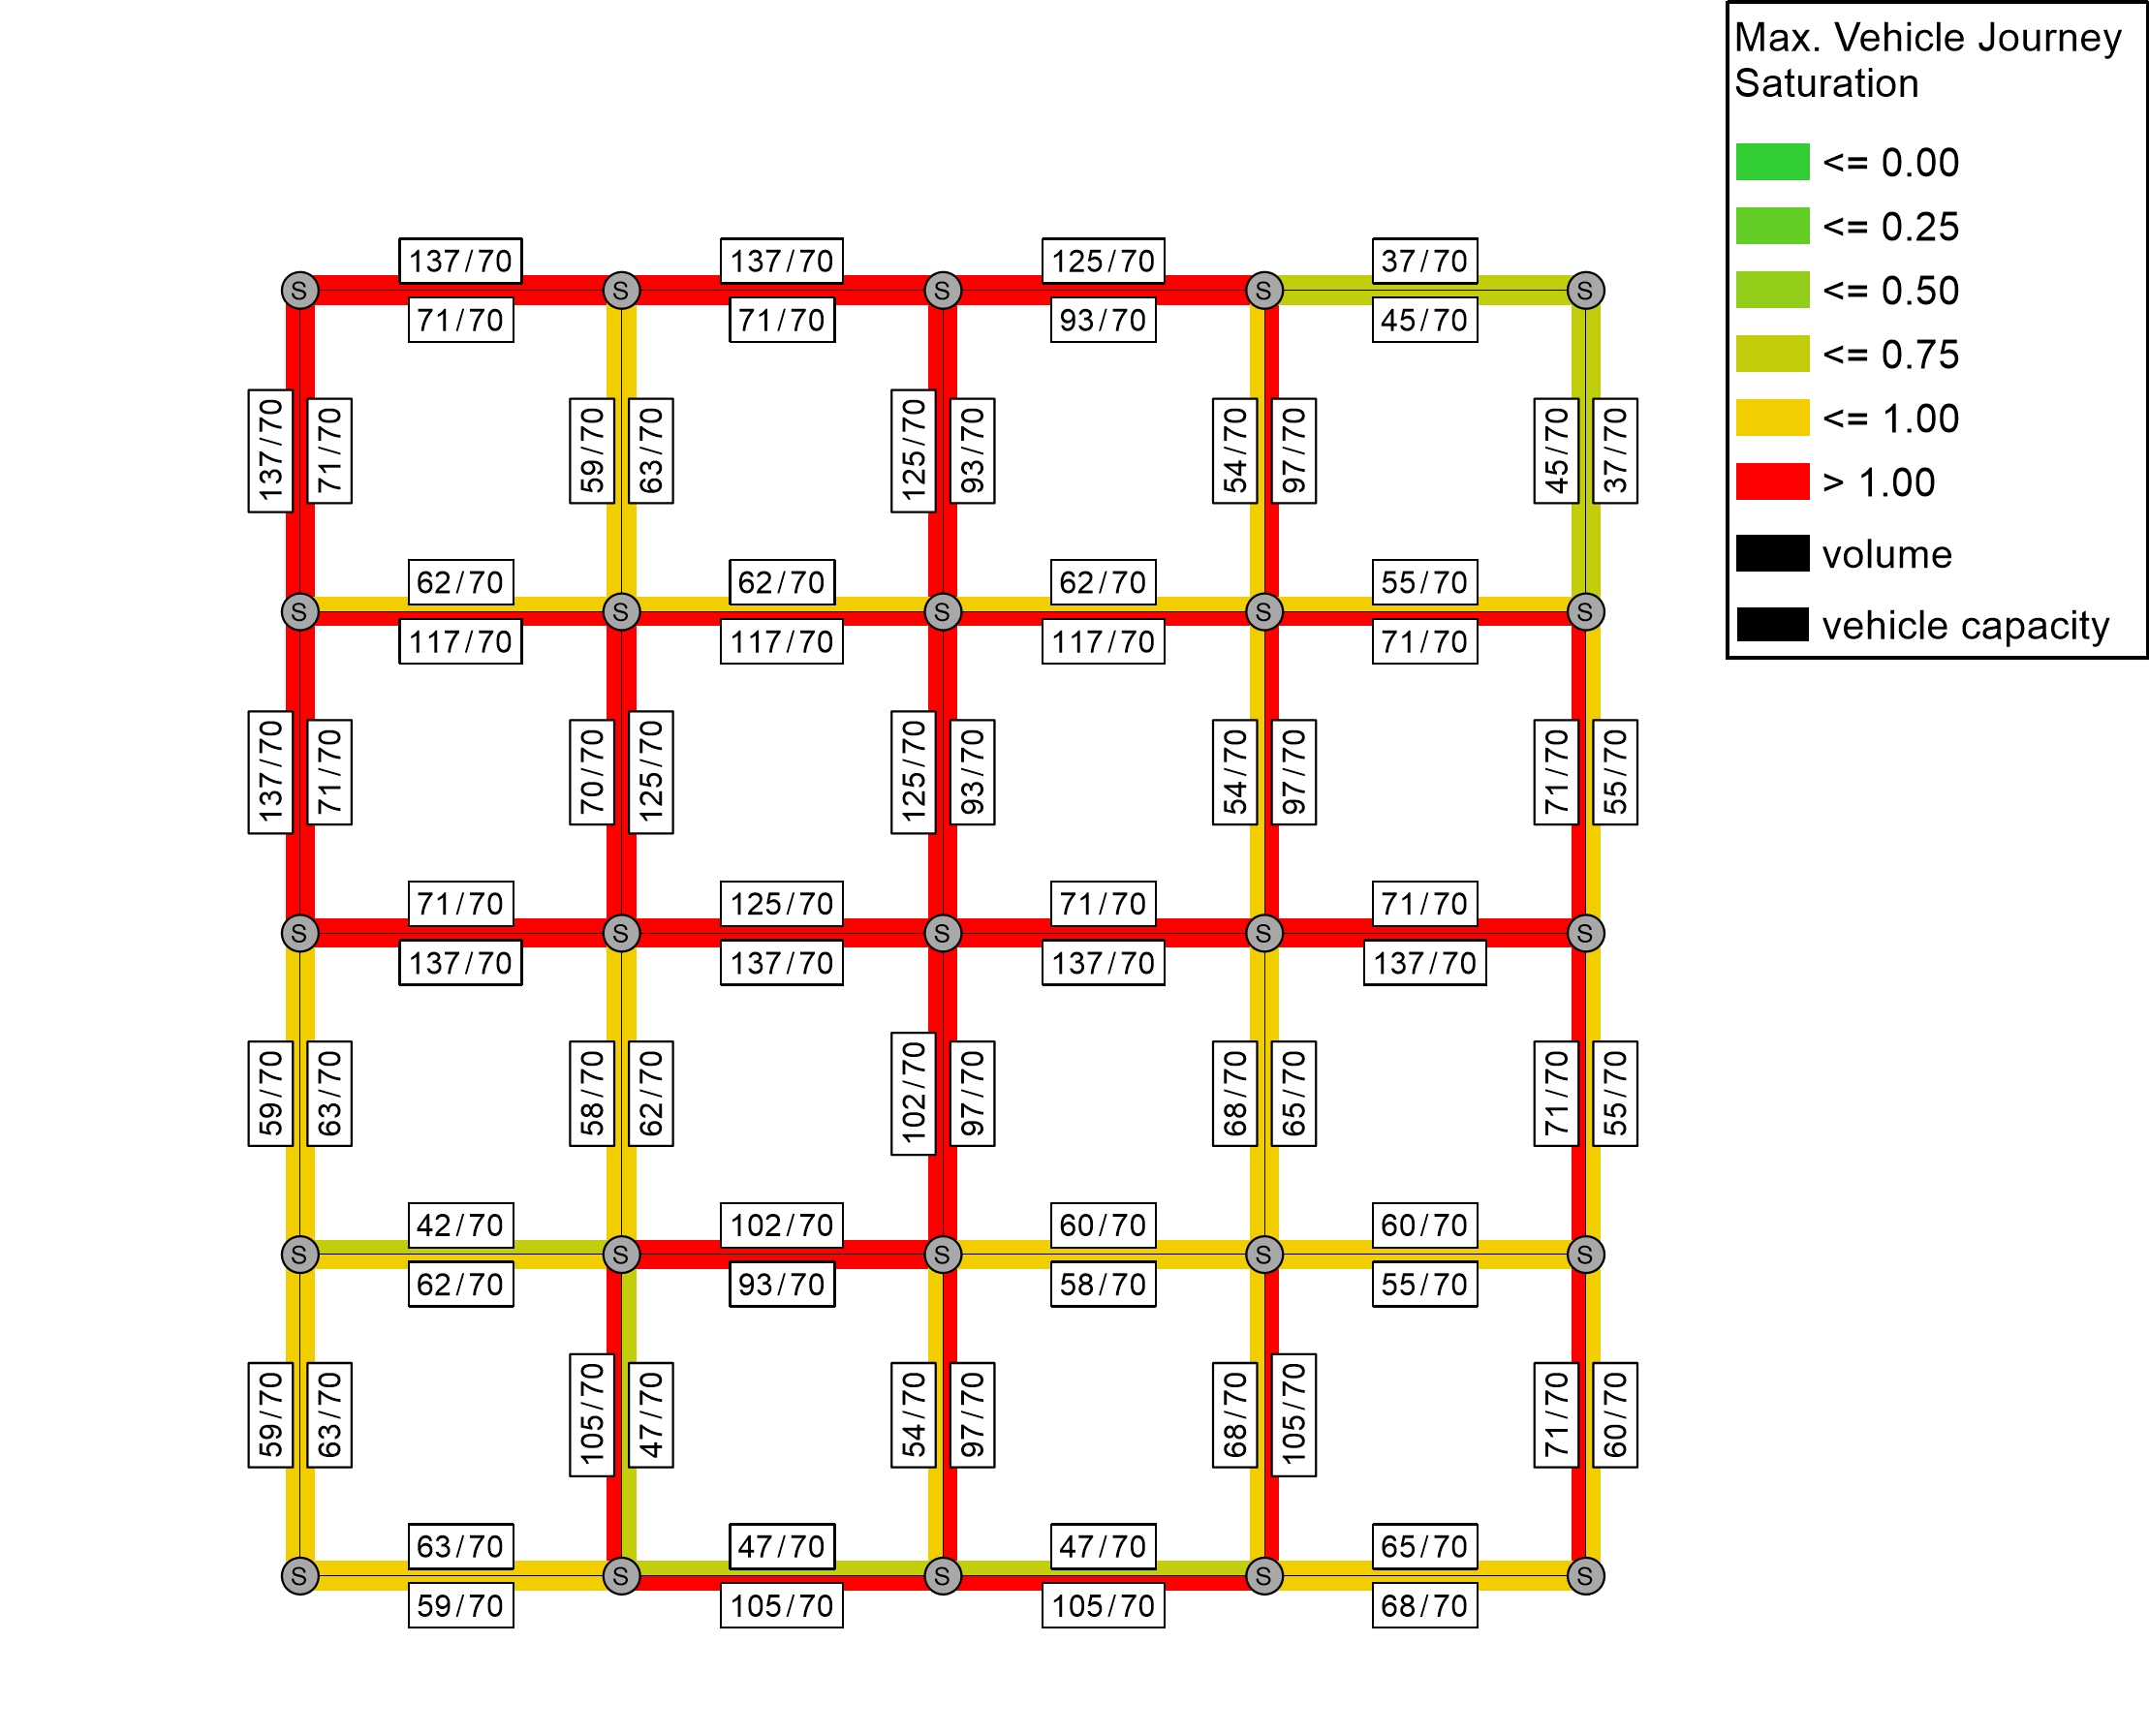 Max. Vehicle Journey
Saturation
<= 0.00
<= 0.25
<= 0.50
<= 0.75
<= 1.00
> 1.00
volume
vehicle capacity
137/70 137/70 125/70 37/70
S S S S S
71/70 71/70 93/70 45/70
137/70 71/70 59/70 63/70 125/70 93/70 54/70 97/70 45/70 37/70
62/70 62/70 62/70 55/70
S S S S S
117/70 117/70 117/70 71/70
137/70 71/70 70/70 125/70 125/70 93/70 54/70 97/70 71/70 55/70
71/70 125/70 71/70 71/70
S S S S S
137/70 137/70 137/70 137/70
59/70 63/70 58/70 62/70 102/70 97/70 68/70 65/70 71/70 55/70
42/70 102/70 60/70 60/70
S S S S S
62/70 93/70 58/70 55/70
59/70 63/70 105/70 47/70 54/70 97/70 68/70 105/70 71/70 60/70
63/70 47/70 47/70 65/70
S S S S S
59/70 105/70 105/70 68/70